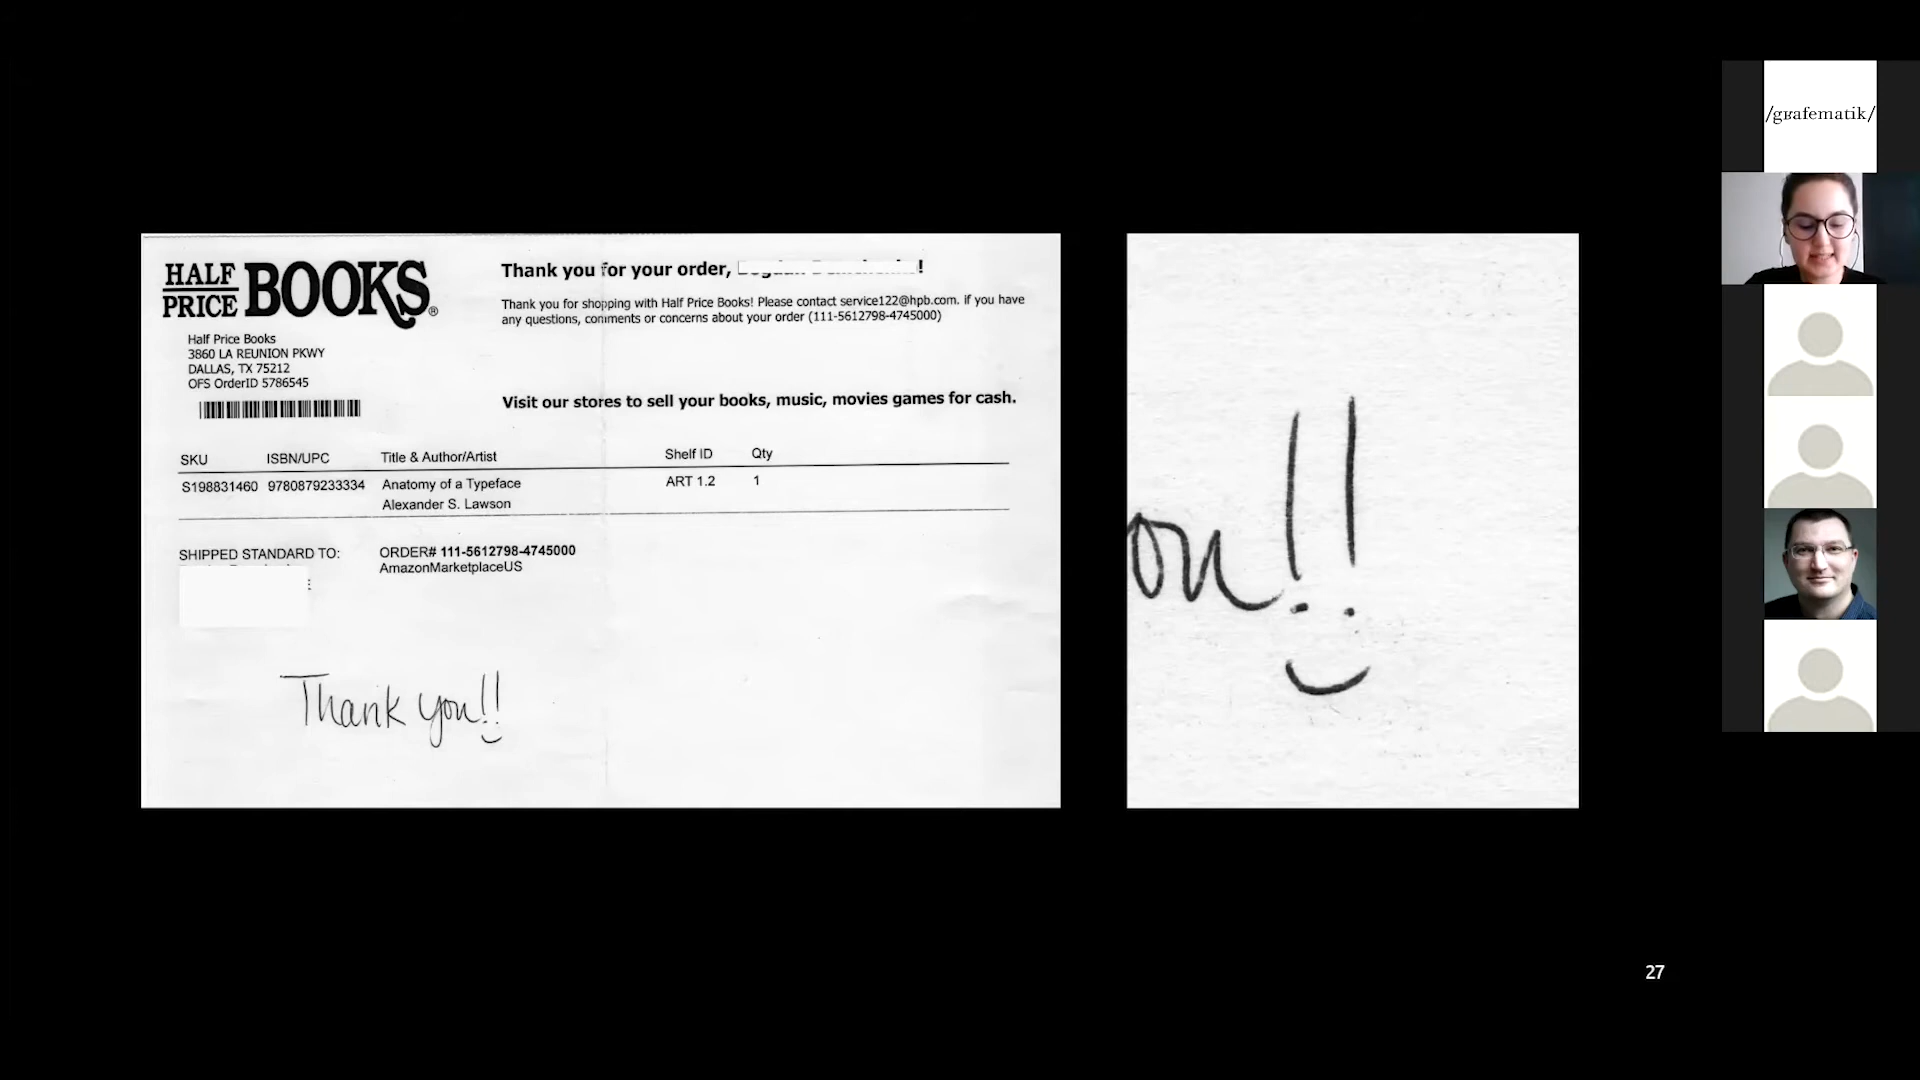 HALF PRICE BOOKS®
Half Price Books
3860 LA REUNION PKWY
DALLAS, TX 75212
OFS OrderID 5786545
Thank you for your order, !
Thank you for shopping with Half Price Books! Please contact service122@hpb.com. if you have
any questions, comments or concerns about your order (111-5612798-4745000)
Visit our stores to sell your books, music, movies games for cash.
SKU ISBN/UPC Title & Author/Artist Shelf ID Qty
S198831460 9780879233334 Anatomy of a Typeface ART 1.2 1
Alexander S. Lawson
SHIPPED STANDARD TO: ORDER# 111-5612798-4745000
AmazonMarketplaceUS
Thank you!!
ou!!
27
/gʁafematik/